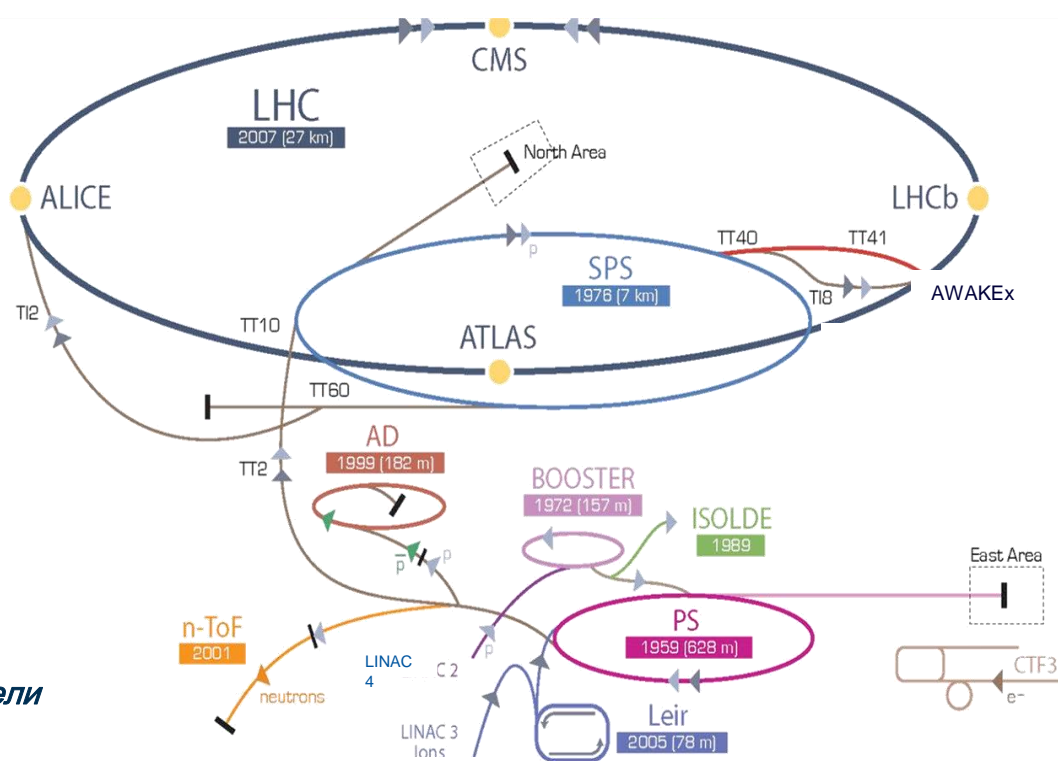 CMS
LHC
2007 (27 km)
North Area
ALICE
LHCb
TT40
TT41
p
SPS
1976 (7 km)
TI8
AWAKEx
TI2
TT10
ATLAS
TT60
AD
1999 (182 m)
TT2
BOOSTER
1972 (157 m)
ISOLDE
1989
East Area
p
p
n-ToF
2001
PS
1959 (628 m)
LINAC
4
C 2
p
CTF3
e-
neutrons
ели
LINAC 3
Ions
Leir
2005 (78 m)